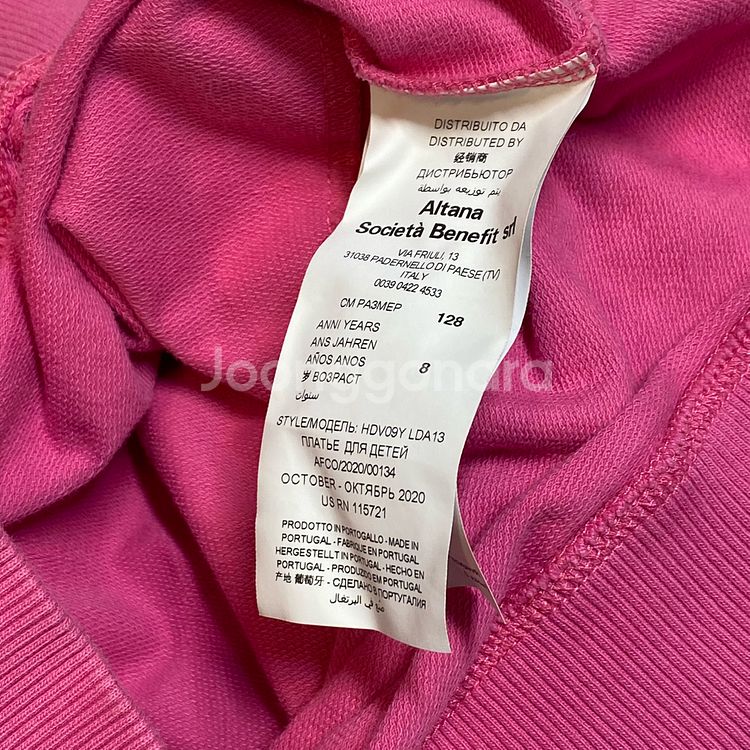 DISTRIBUITO DA
DISTRIBUTED BY
经销商
ДИСТРИБЬЮТОР
يتم توزيعه بواسطة
Altana
Società Benefit srl
VIA FRIULI, 13
31038 PADERNELLO DI PAESE (TV)
ITALY
0039 0422 4533
CM РАЗМЕР 128
ANNI YEARS
ANS JAHREN
AÑOS ANOS 8
岁 ВОЗРАСТ
سنوات
Joonggonara
STYLE/МОДЕЛЬ: HDV09Y LDA13
ПЛАТЬЕ ДЛЯ ДЕТЕЙ
AFCO/2020/00134
OCTOBER - ОКТЯБРЬ 2020
US RN 115721
PRODOTTO IN PORTOGALLO - MADE IN
PORTUGAL - FABRIQUE EN PORTUGAL
HERGESTELLT IN PORTUGAL - HECHO EN
PORTUGAL - PRODUZIDO EM PORTUGAL
产地 葡萄牙 - СДЕЛАНО В ПОРТУГАЛИЯ
صنع في البرتغال